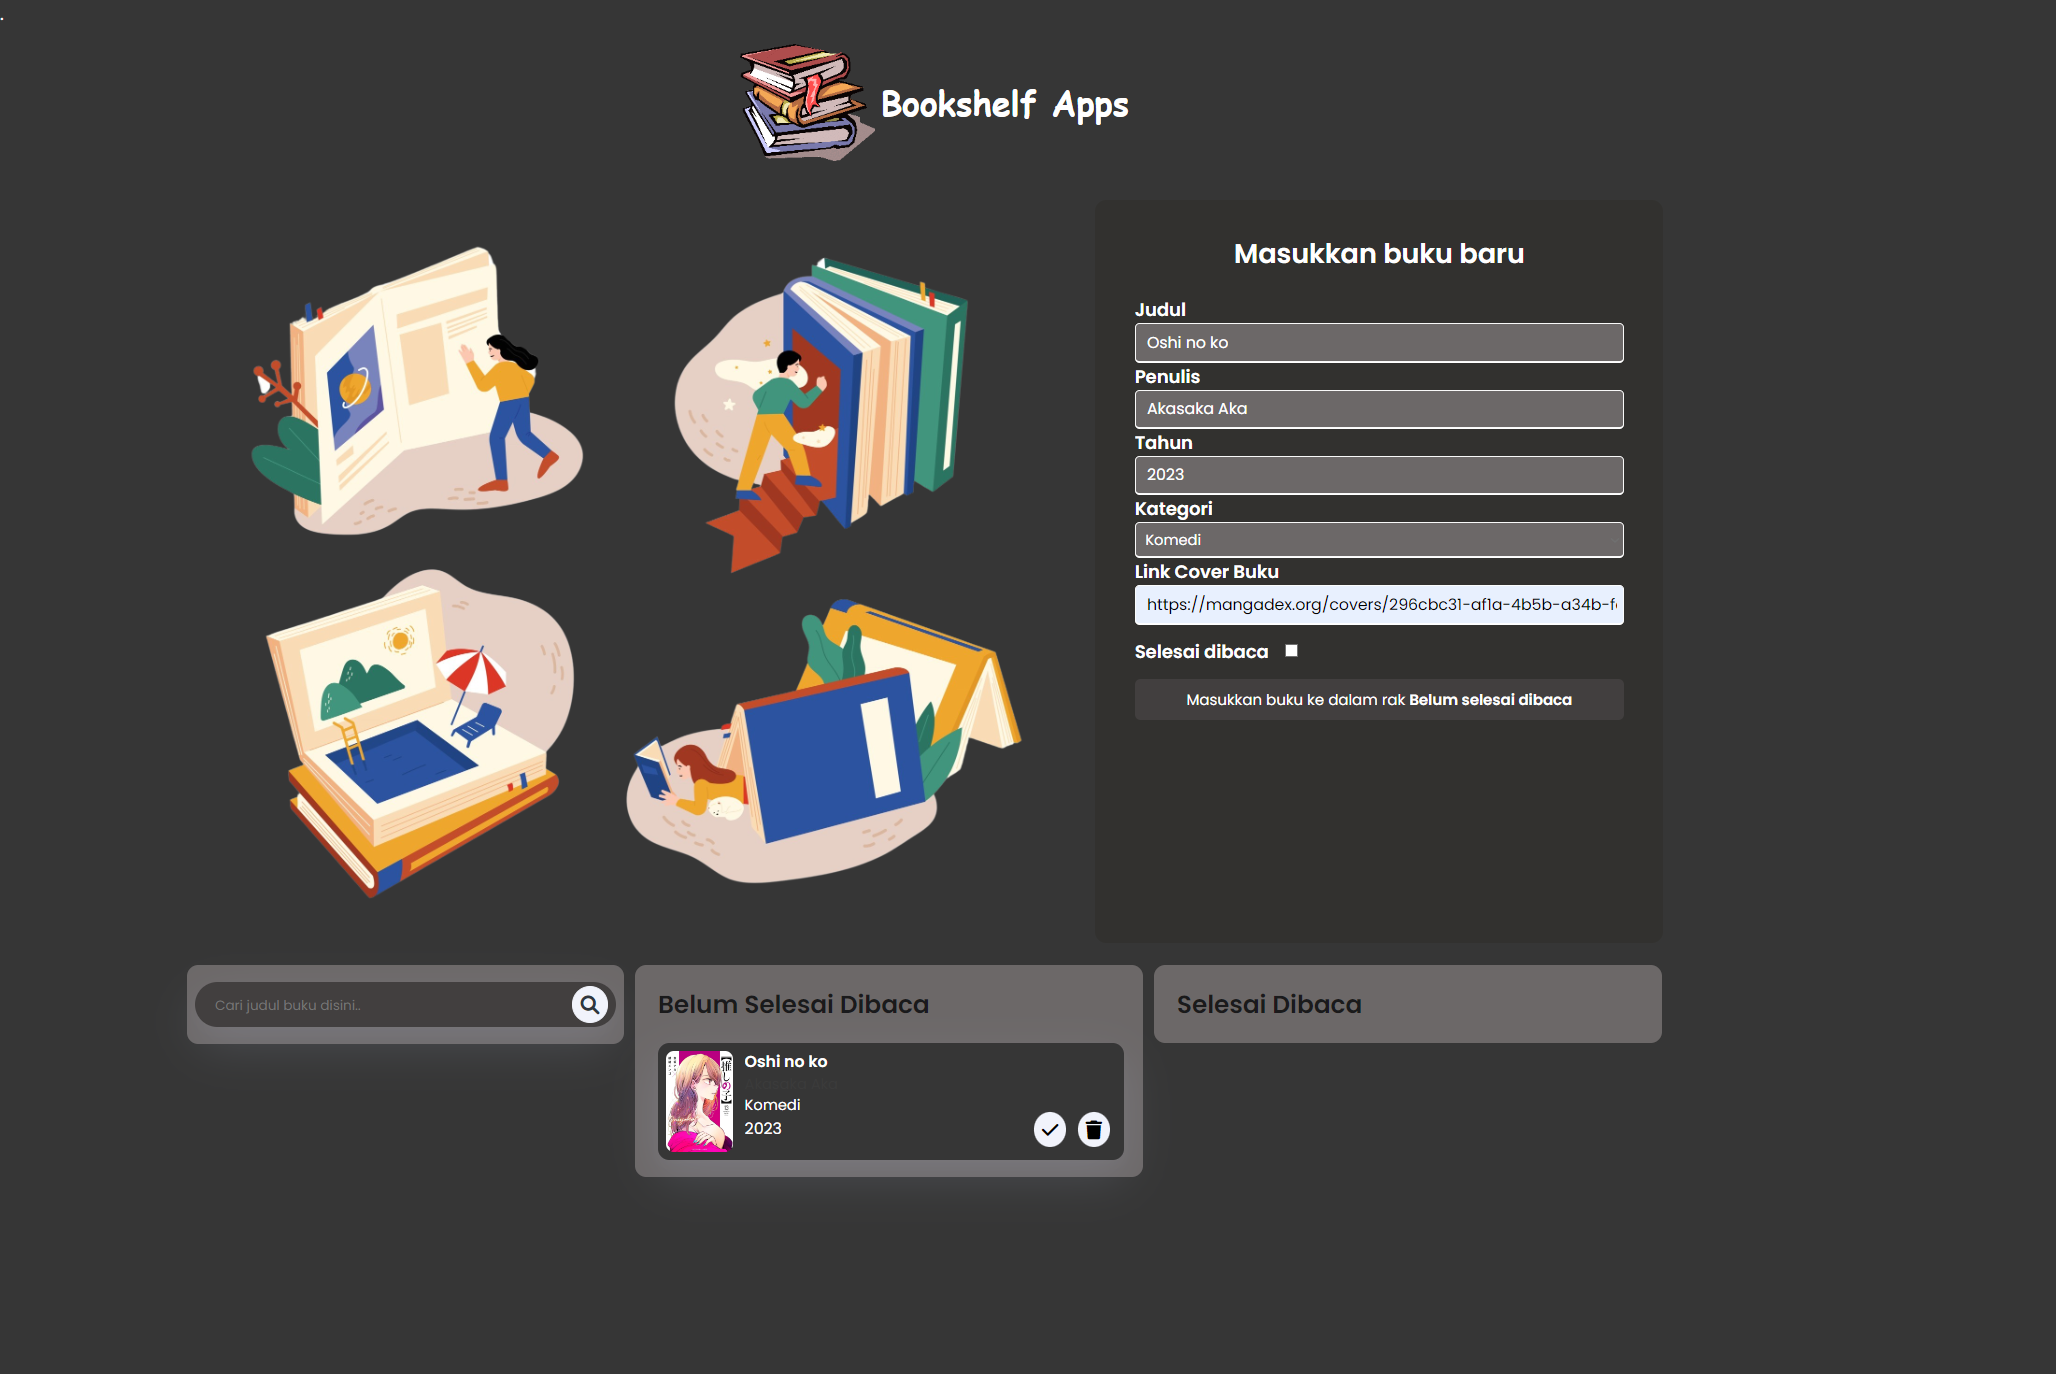 .
Bookshelf Apps
Masukkan buku baru
Judul
Oshi no ko
Penulis
Akasaka Aka
Tahun
2023
Kategori
Komedi
Link Cover Buku
https://mangadex.org/covers/296cbc31-af1a-4b5b-a34b-f
Selesai dibaca
Masukkan buku ke dalam rak Belum selesai dibaca
Cari judul buku disini..
Belum Selesai Dibaca
Oshi no ko
Komedi
2023
Selesai Dibaca